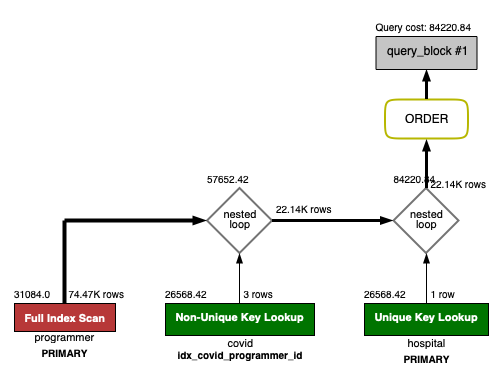 Query cost: 84220.84
query_block #1
ORDER
57652.42
84220.84
22.14K rows
nested
loop
22.14K rows
nested
loop
31084.0
74.47K rows
26568.42
3 rows
26568.42
1 row
Full Index Scan
Non-Unique Key Lookup
Unique Key Lookup
programmer
covid
hospital
PRIMARY
idx_covid_programmer_id
PRIMARY